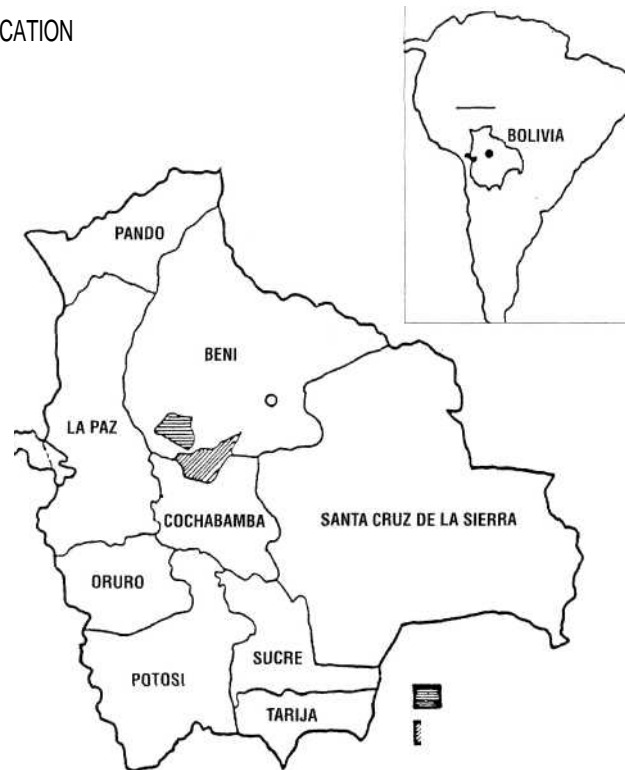 CATION
BOLIVIA
PANDO
BENI
LA PAZ
COCHABAMBA
SANTA CRUZ DE LA SIERRA
ORURO
SUCRE
POTOSI
TARIJA